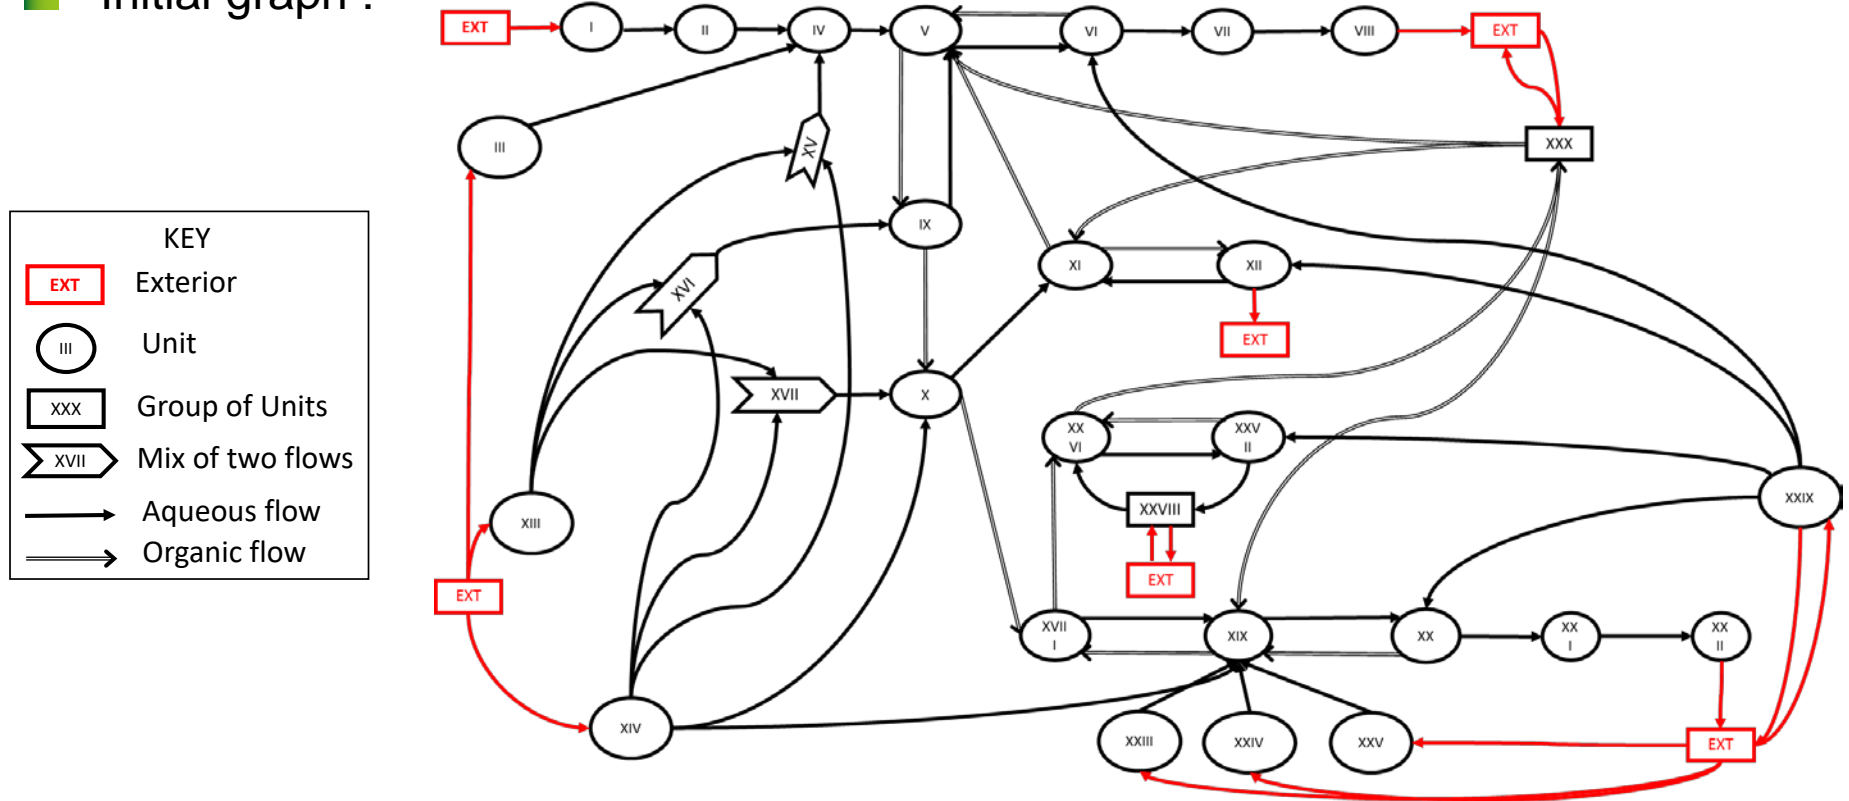 Initial graph :
EXT
I
II
IV
V
VI
VII
VIII
EXT
III
XV
XXX
KEY
EXT Exterior
III Unit
XXX Group of Units
XVII Mix of two flows
Aqueous flow
Organic flow
IX
XI
XII
XVI
EXT
XVII
X
XX
VI
XXV
II
XXIX
XIII
XXVIII
EXT
EXT
XVII
I
XIX
XX
XX
I
XX
II
XIV
XXIII
XXIV
XXV
EXT